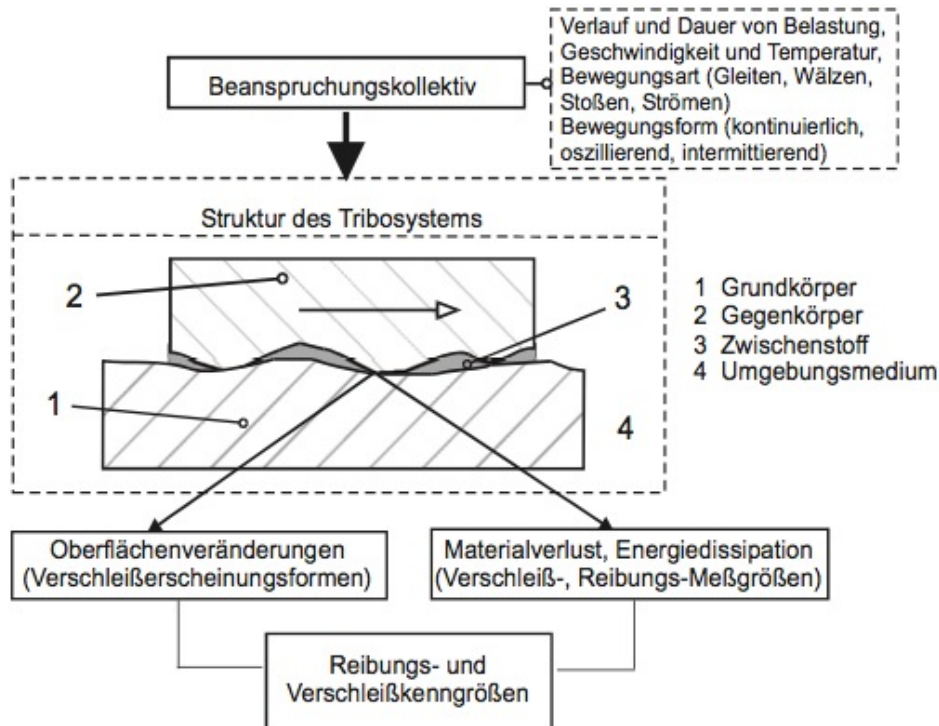 Verlauf und Dauer von Belastung,
Geschwindigkeit und Temperatur,
Bewegungsart (Gleiten, Wälzen,
Stoßen, Strömen)
Bewegungsform (kontinuierlich,
oszillierend, intermittierend)
Beanspruchungskollektiv
Struktur des Tribosystems
2
3
1
4
1 Grundkörper
2 Gegenkörper
3 Zwischenstoff
4 Umgebungsmedium
Oberflächenveränderungen
(Verschleißerscheinungsformen)
Materialverlust, Energiedissipation
(Verschleiß-, Reibungs-Meßgrößen)
Reibungs- und
Verschleißkenngrößen